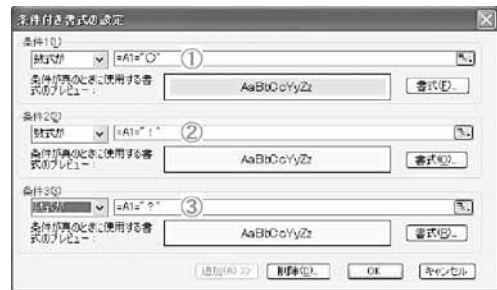 条件付き書式の設定
条件1(1)
数式が =A1="○" ①
条件が真のときに使用する書式のプレビュー: AaBbCcYyZz 書式(F)...
条件2(2)
数式が =A1="！" ②
条件が真のときに使用する書式のプレビュー: AaBbCcYyZz 書式(O)...
条件3(3)
数式が =A1="？" ③
条件が真のときに使用する書式のプレビュー: AaBbCcYyZz 書式(R)...
追加(A) >> 削除(D)... OK キャンセル